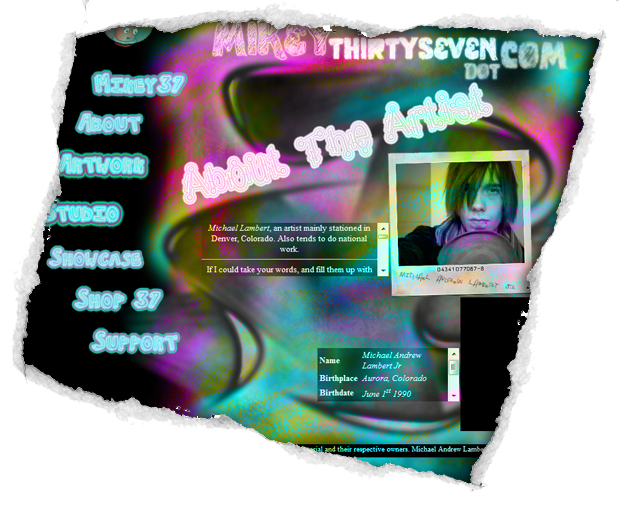 MIKEYTHIRTYSEVEN DOT COM
Mikey37
About
Artwork
Studio
Showcase
Shop 37
Support
About The Artist
Michael Lambert, an artist mainly stationed in
Denver, Colorado. Also tends to do national
work.
If I could take your words, and fill them up with
04341077087-8
Name Michael Andrew
Lambert Jr
Birthplace Aurora, Colorado
Birthdate June 1st 1990
and their respective owners. Michael Andrew Lambe